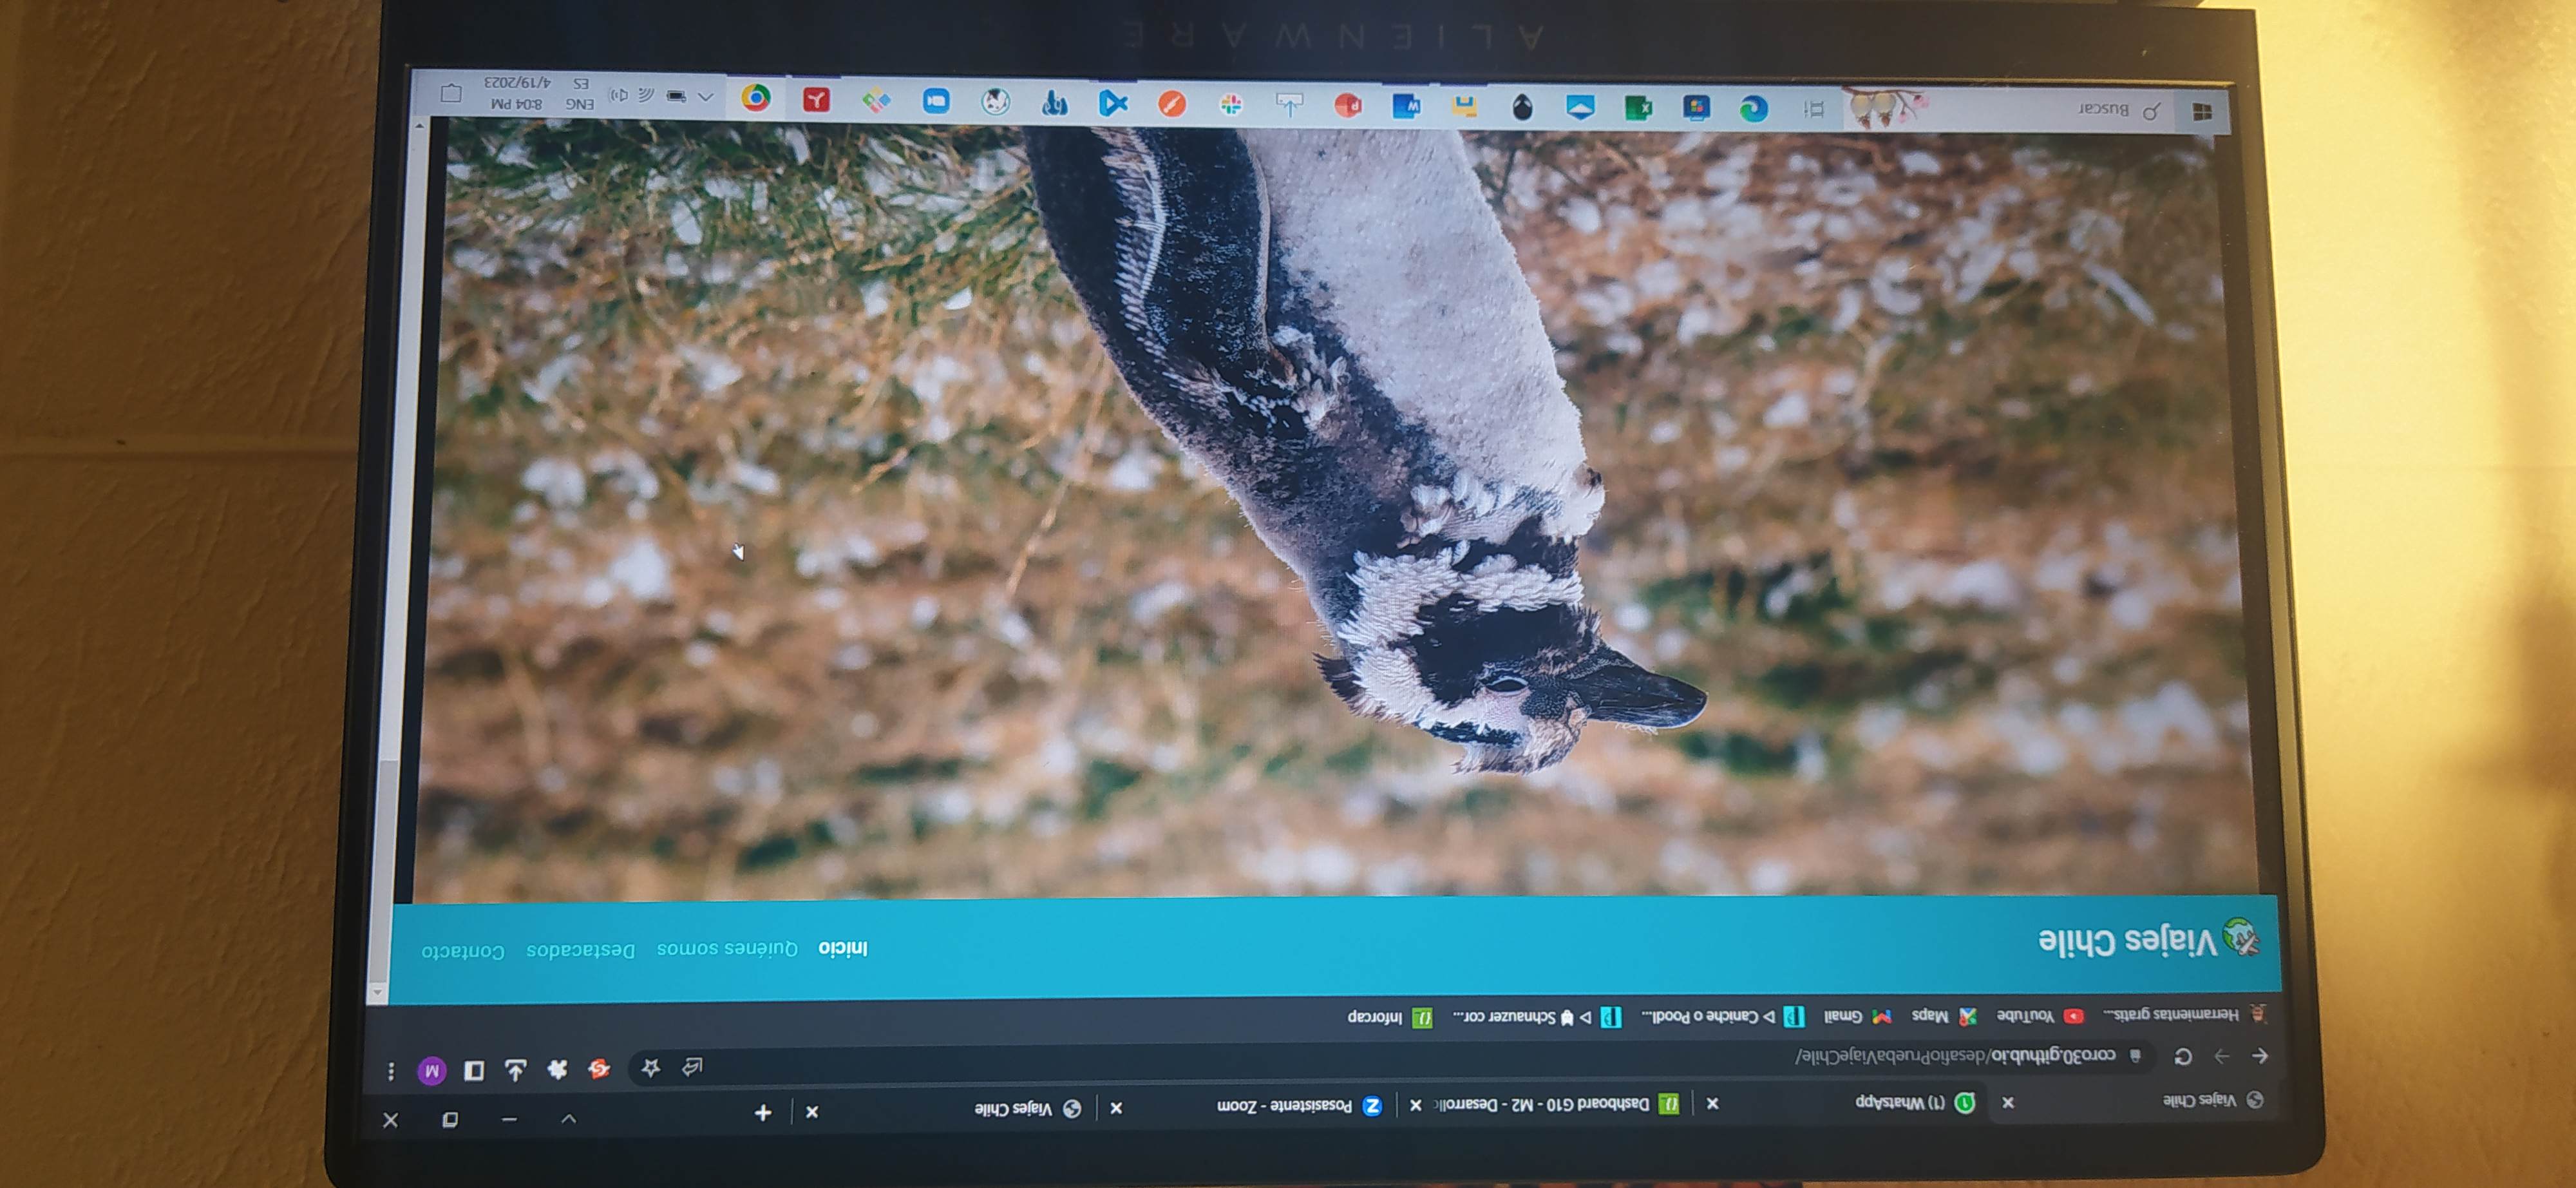 Viajes Chile
(1) WhatsApp
Dashboard G10 - M2 - Desarroll
Posasistente - Zoom
Viajes Chile
coro30.github.io/desafioPruebaViajeChile/
M
Herramientas gratis...
YouTube
Maps
Gmail
Caniche o Poodl...
Schnauzer cor...
Inforcap
Viajes Chile
Inicio
Quiénes somos
Destacados
Contacto
Buscar
ENG
ES
8:04 PM
4/19/2023
ALIENWARE